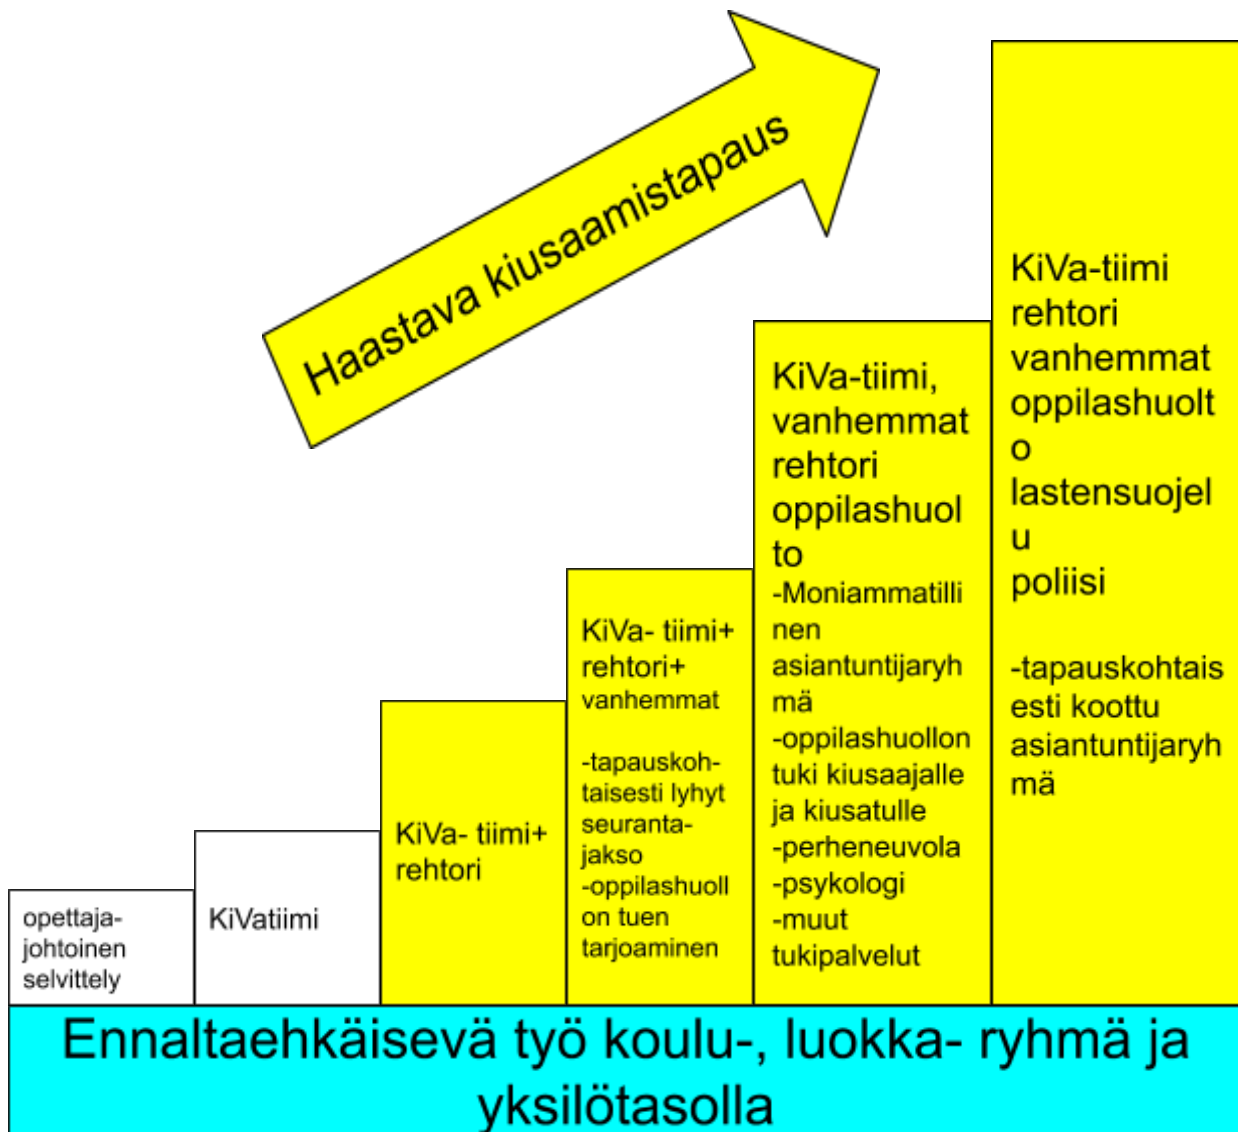 Haastava kiusaamistapaus
opettaja-
johtoinen
selvittely
KiVatiimi
KiVa- tiimi+
rehtori
KiVa- tiimi+
rehtori+
vanhemmat
-tapauskoh-
taisesti lyhyt
seuranta-
jakso
-oppilashuoll
on tuen
tarjoaminen
KiVa-tiimi,
vanhemmat
rehtori
oppilashuol
to
-Moniammatilli
nen
asiantuntijaryh
mä
-oppilashuollon
tuki kiusaajalle
ja kiusatulle
-perheneuvola
-psykologi
-muut
tukipalvelut
KiVa-tiimi
rehtori
vanhemmat
oppilashuolt
o
lastensuojel
u
poliisi
-tapauskohtais
esti koottu
asiantuntijaryh
mä
Ennaltaehkäisevä työ koulu-, luokka- ryhmä ja
yksilötasolla